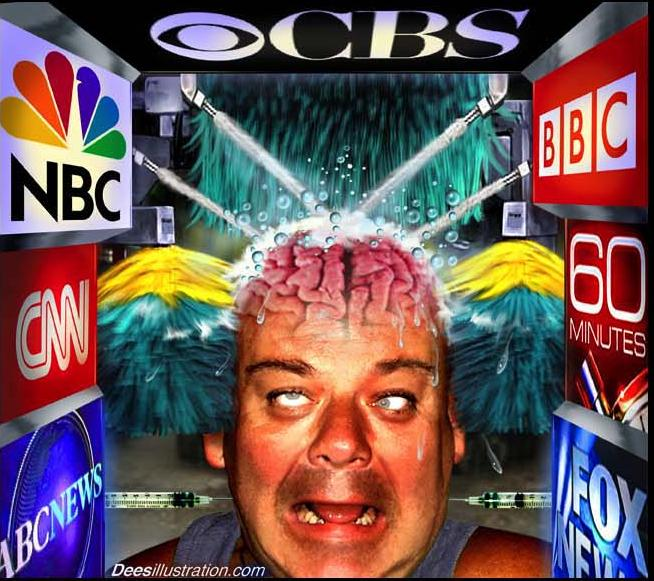 CBS
NBC
BBC
CNN
60
MINUTES
ABCNEWS
FOX
NEWS
Deesillustration.com